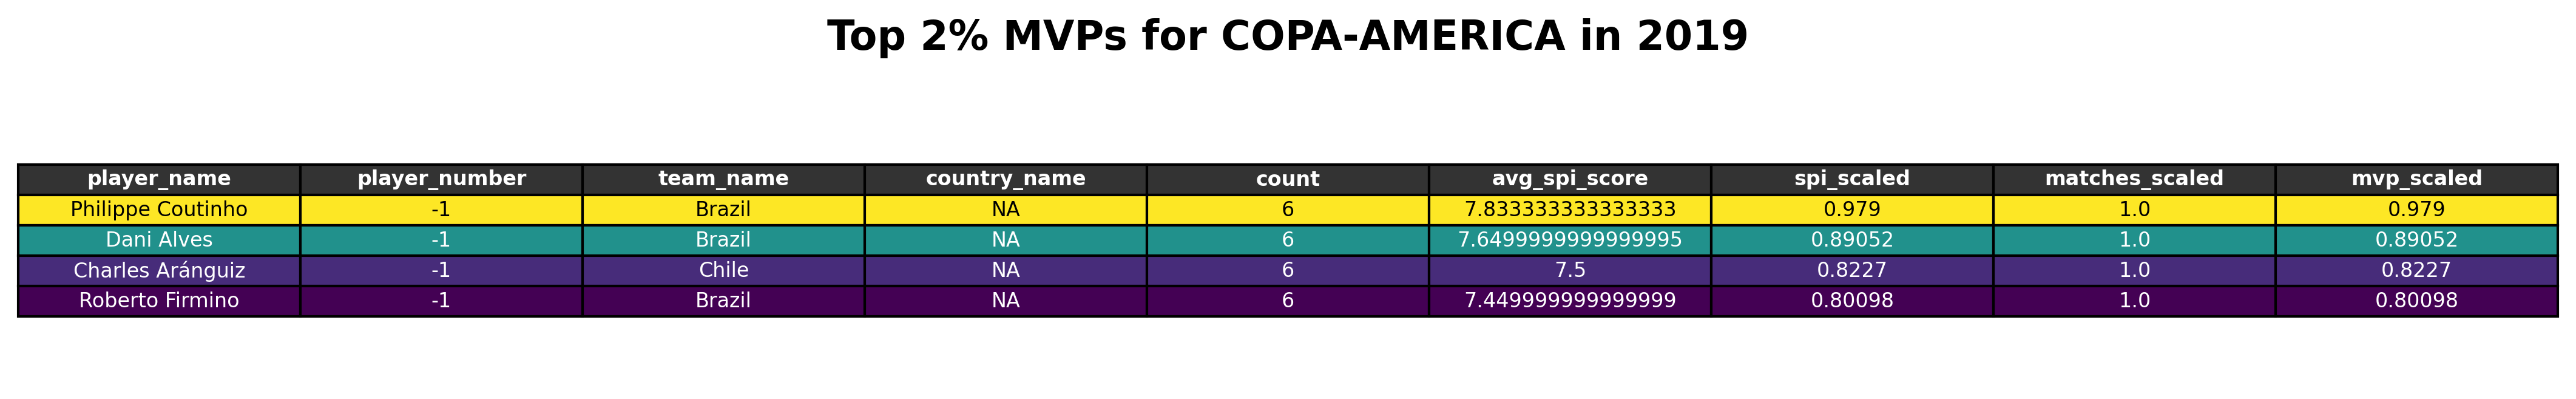 Top 2% MVPs for COPA-AMERICA in 2019
player_name player_number team_name country_name count avg_spi_score spi_scaled matches_scaled mvp_scaled
Philippe Coutinho -1 Brazil NA 6 7.833333333333333 0.979 1.0 0.979
Dani Alves -1 Brazil NA 6 7.6499999999999995 0.89052 1.0 0.89052
Charles Aránguiz -1 Chile NA 6 7.5 0.8227 1.0 0.8227
Roberto Firmino -1 Brazil NA 6 7.449999999999999 0.80098 1.0 0.80098